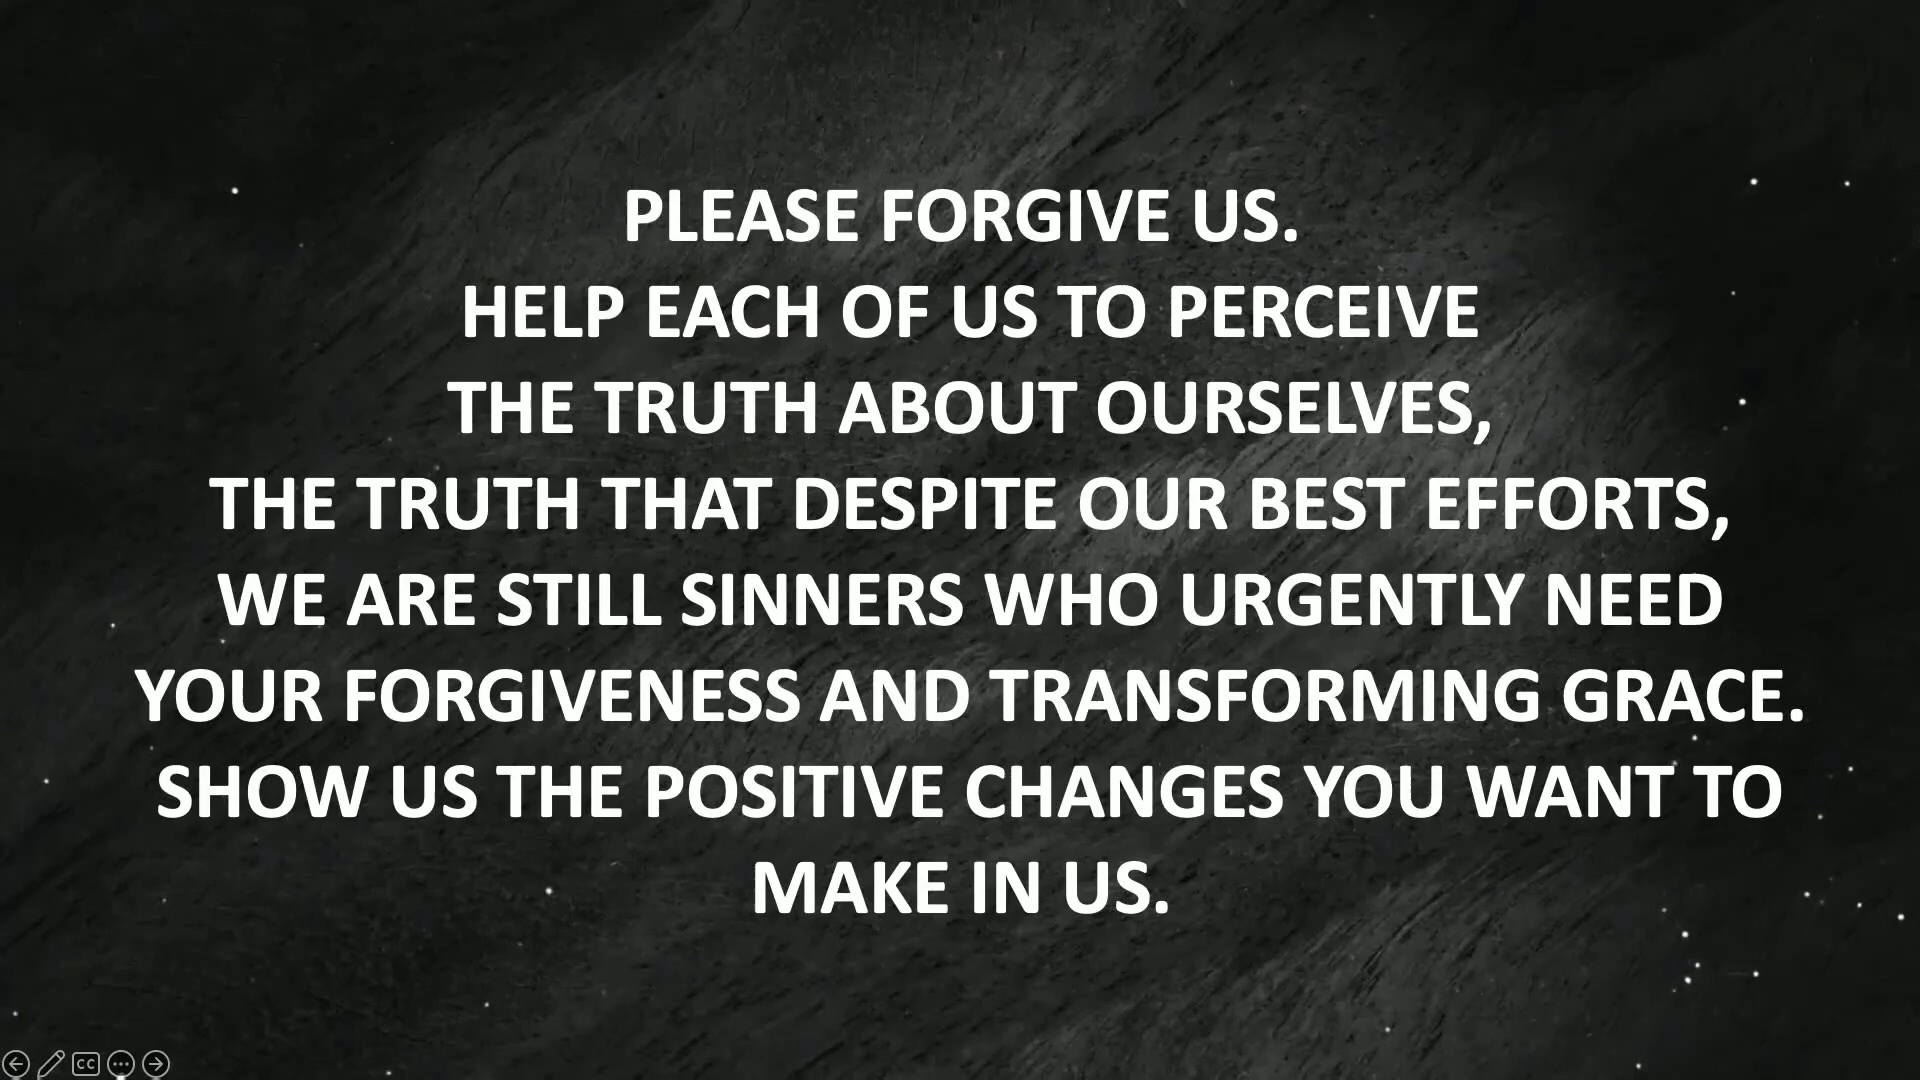 PLEASE FORGIVE US.
HELP EACH OF US TO PERCEIVE
THE TRUTH ABOUT OURSELVES,
THE TRUTH THAT DESPITE OUR BEST EFFORTS,
WE ARE STILL SINNERS WHO URGENTLY NEED
YOUR FORGIVENESS AND TRANSFORMING GRACE.
SHOW US THE POSITIVE CHANGES YOU WANT TO
MAKE IN US.
CC